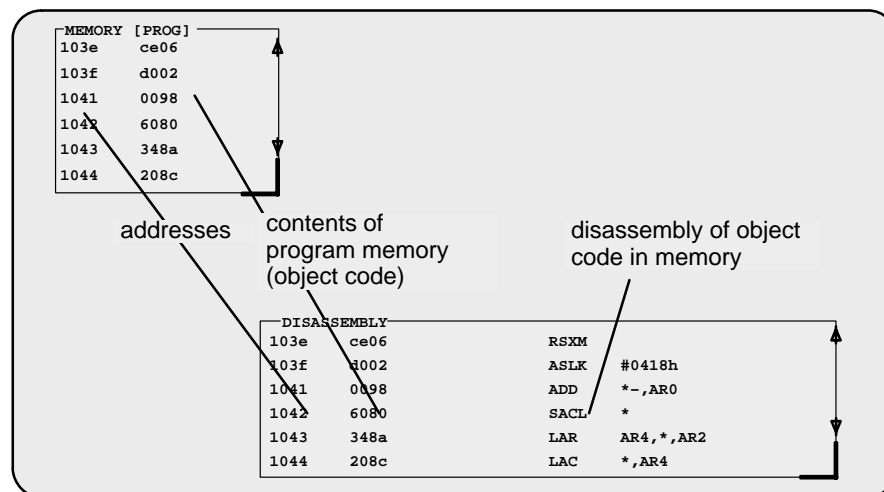 MEMORY [PROG]
103e ce06
103f d002
1041 0098
1042 6080
1043 348a
1044 208c
addresses
contents of
program memory
(object code)
disassembly of object
code in memory
DISASSEMBLY
103e ce06 RSXM
103f d002 ASLK #0418h
1041 0098 ADD *-,AR0
1042 6080 SACL *
1043 348a LAR AR4,*,AR2
1044 208c LAC *,AR4